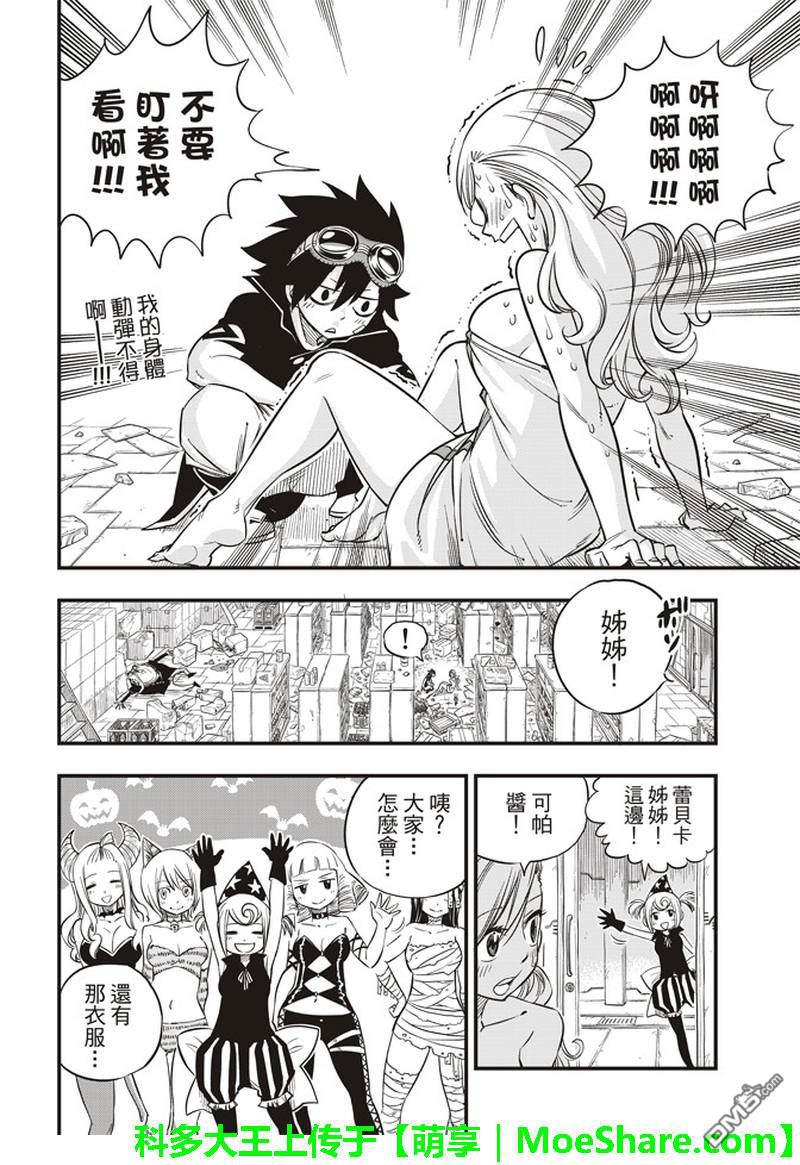 呀啊啊啊
啊啊啊啊!!!
不要
盯著我
看啊!!!
我的身體
動彈不得
啊——!!!
姊姊!
ボソッ
!
蕾貝卡
姊姊!
這邊!
可帕
醬!
咦?
大家…
怎麼會…
還有
那衣服…
DM5.com
科多大王上传于【萌享】|MoeShare.com】